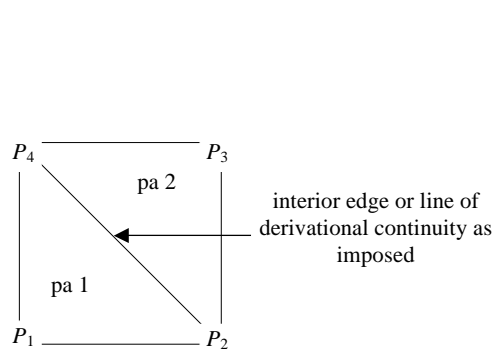 P4
P3
pa 2
interior edge or line of
derivational continuity as
imposed
pa 1
P1
P2